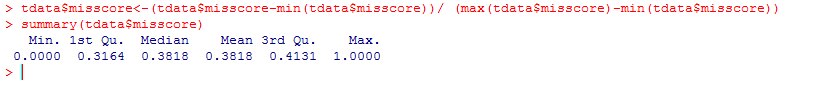 > tdata$misscore<-(tdata$misscore-min(tdata$misscore))/ (max(tdata$misscore)-min(tdata$misscore))
> summary(tdata$misscore)
   Min. 1st Qu.  Median    Mean 3rd Qu.    Max.
 0.0000  0.3164  0.3818  0.3818  0.4131  1.0000
>